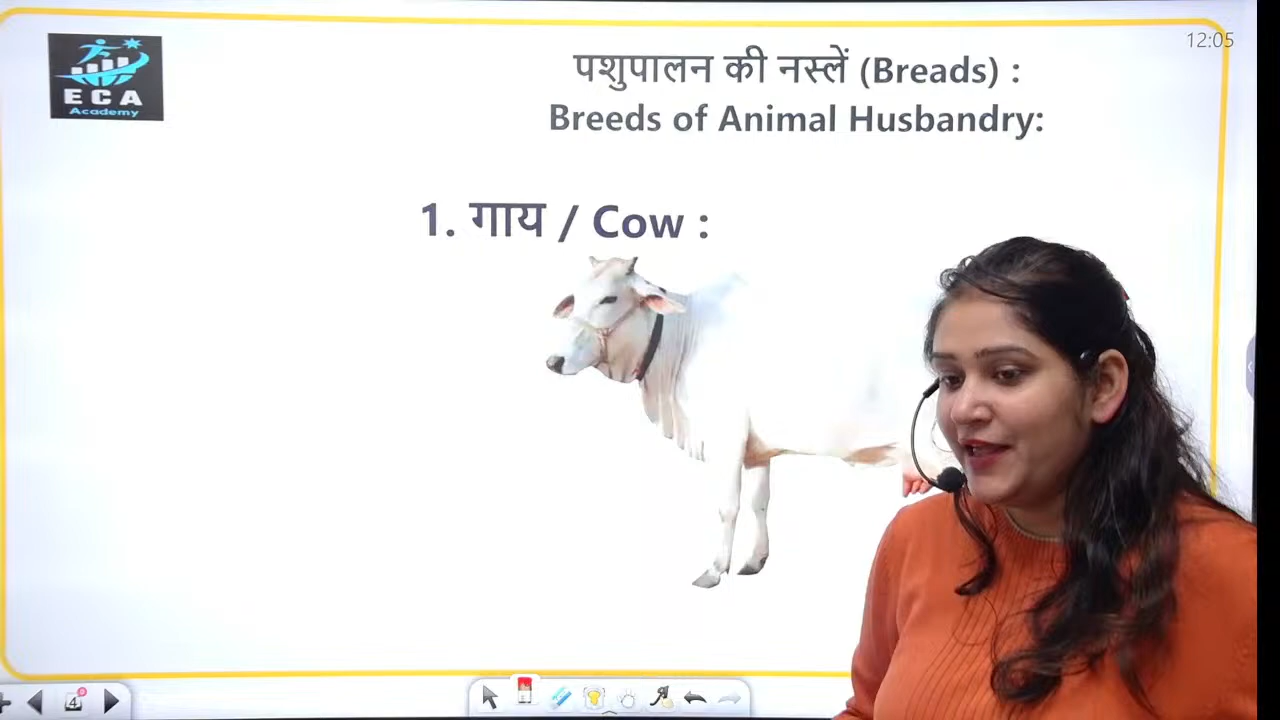 12:05
ECA
Academy
पशुपालन की नस्लें (Breads) :
Breeds of Animal Husbandry:
1. गाय / Cow :
4